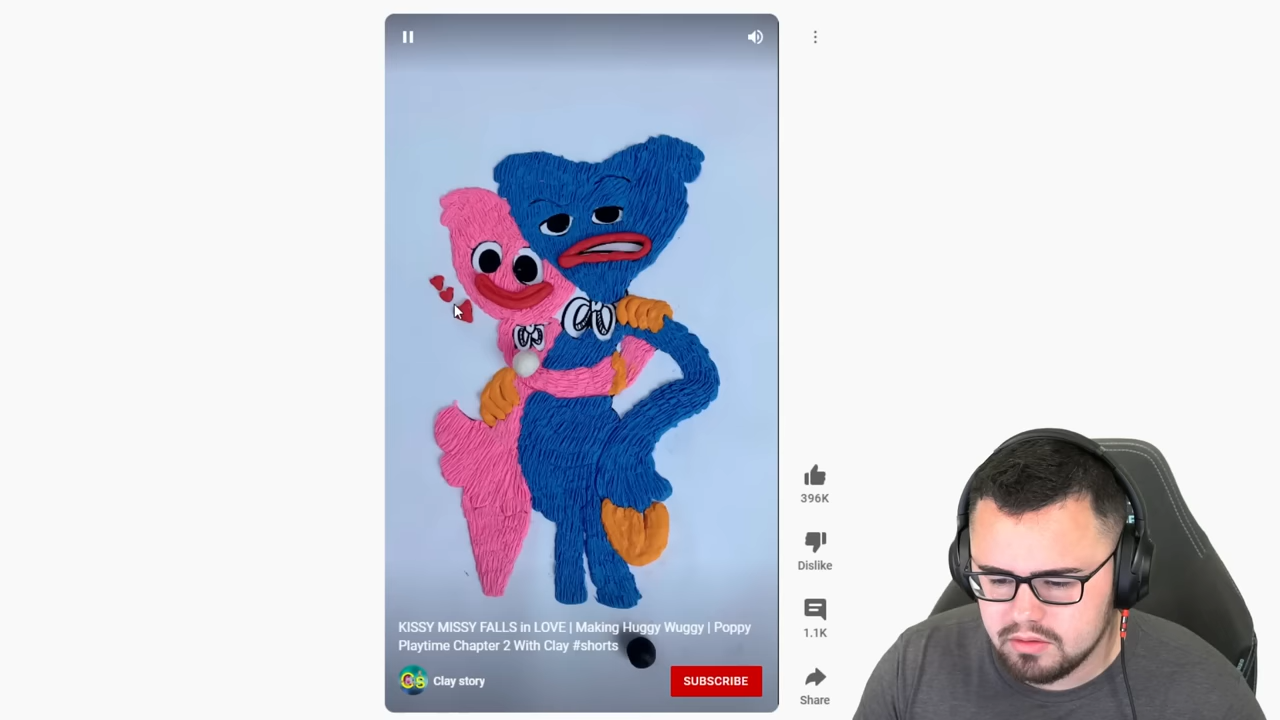 396K
Dislike
1.1K
KISSY MISSY FALLS in LOVE | Making Huggy Wuggy | Poppy
Playtime Chapter 2 With Clay #shorts
Cs Clay story
SUBSCRIBE
Share